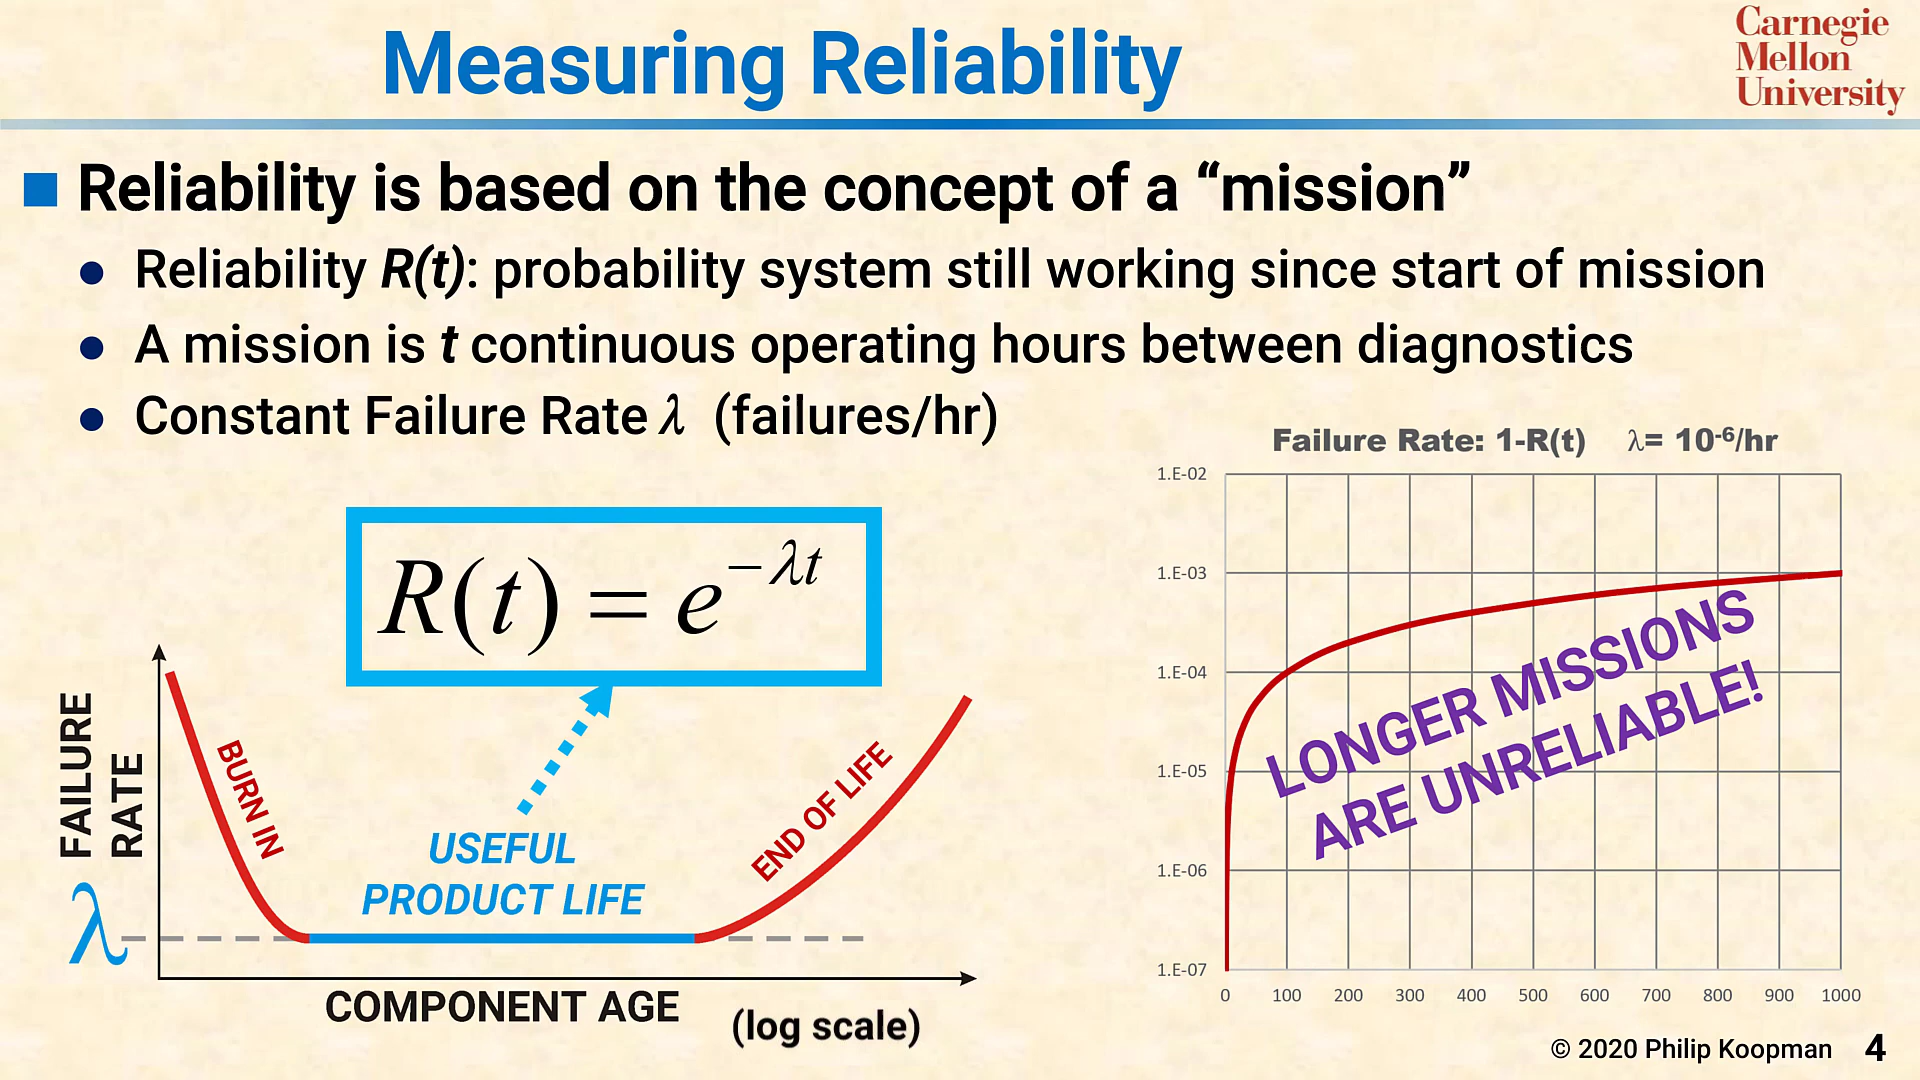 Measuring Reliability
Carnegie
Mellon
University
Reliability is based on the concept of a “mission”
Reliability R(t): probability system still working since start of mission
A mission is t continuous operating hours between diagnostics
Constant Failure Rate λ (failures/hr)
R(t) = e^{-λt}
FAILURE
RATE
λ
BURN IN
USEFUL
PRODUCT LIFE
END OF LIFE
COMPONENT AGE
(log scale)
Failure Rate: 1-R(t) λ= 10⁻⁶/hr
1.E-02
1.E-03
1.E-04
1.E-05
1.E-06
1.E-07
0 100 200 300 400 500 600 700 800 900 1000
LONGER MISSIONS
ARE UNRELIABLE!
© 2020 Philip Koopman 4